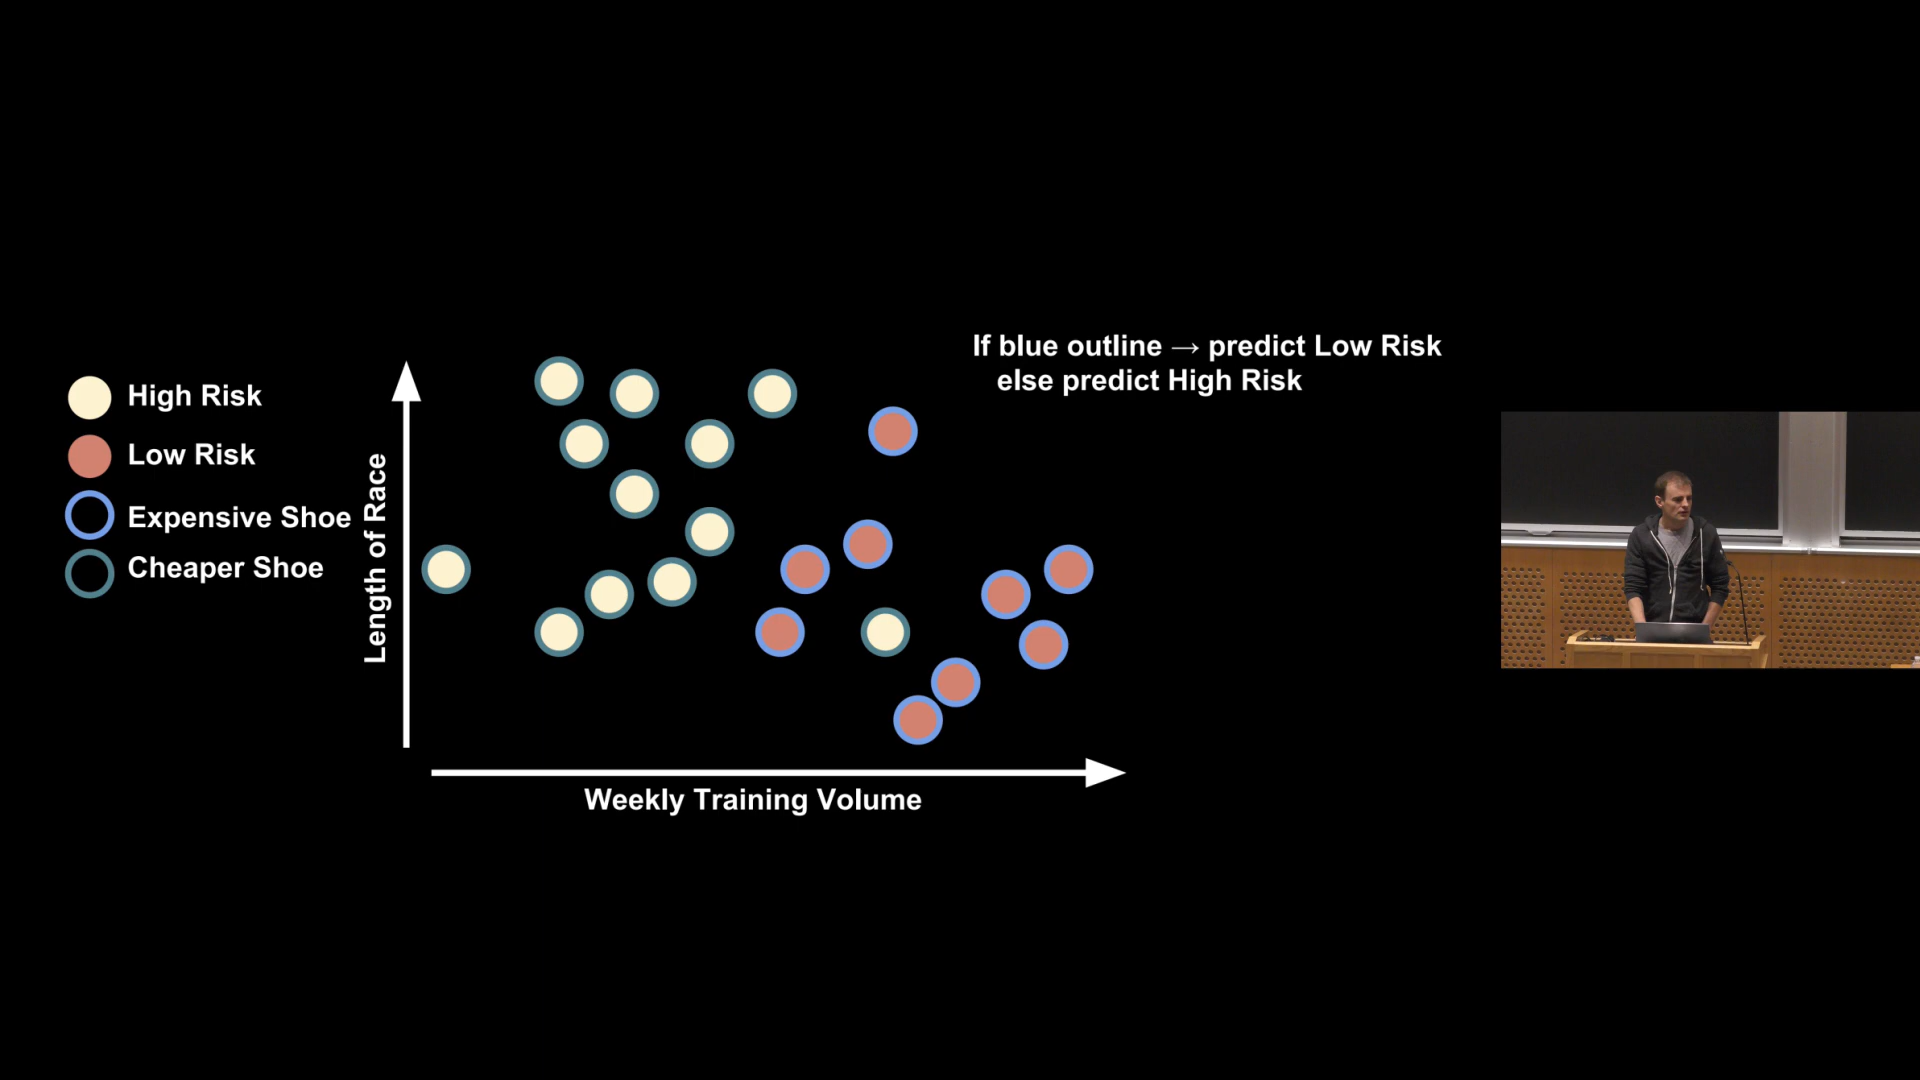 If blue outline → predict Low Risk
else predict High Risk
High Risk
Low Risk
Expensive Shoe
Cheaper Shoe
Length of Race
Weekly Training Volume